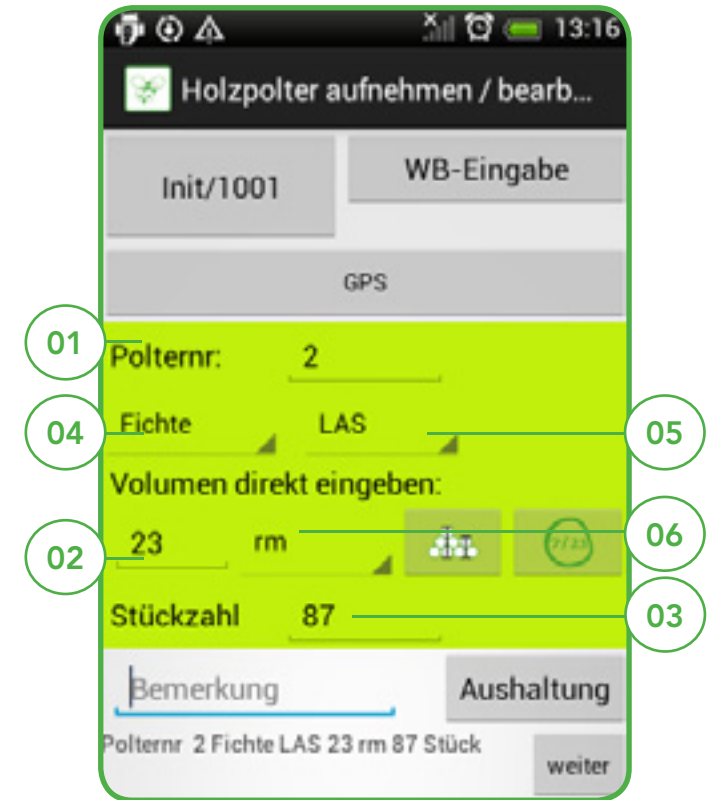 13:16
Holzpolter aufnehmen / bearb...
Init/1001
WB-Eingabe
GPS
01
Polternr: 2
04
Fichte LAS
05
Volumen direkt eingeben:
02
23 rm
06
Stückzahl 87
03
Bemerkung
Aushaltung
Polternr 2 Fichte LAS 23 rm 87 Stück
weiter